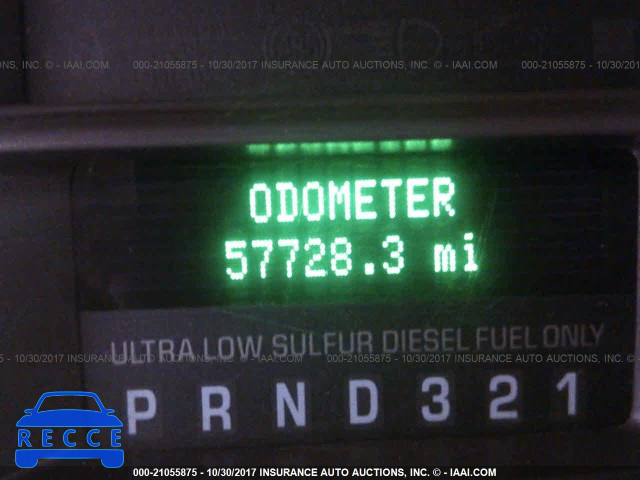 NS, INC. © - IAAI.COM 000-21055875 - 10/30/2017 INSURANCE AUTO AUCTIONS, INC. © - IAAI.COM 000-21055875 - 10/30/2017 INSU
ODOMETER
57728.3 mi
ULTRA LOW SULFUR DIESEL FUEL ONLY
5 - 10/30/2017 INSURANCE AUTO AUCTIONS, INC. © - IAAI.COM 000-21055875 - 10/30/2017 INSURANCE AUTO AUCTIONS, INC.
P R N D 3 2 1
RECCE
000-21055875 - 10/30/2017 INSURANCE AUTO AUCTIONS, INC. © - IAAI.COM